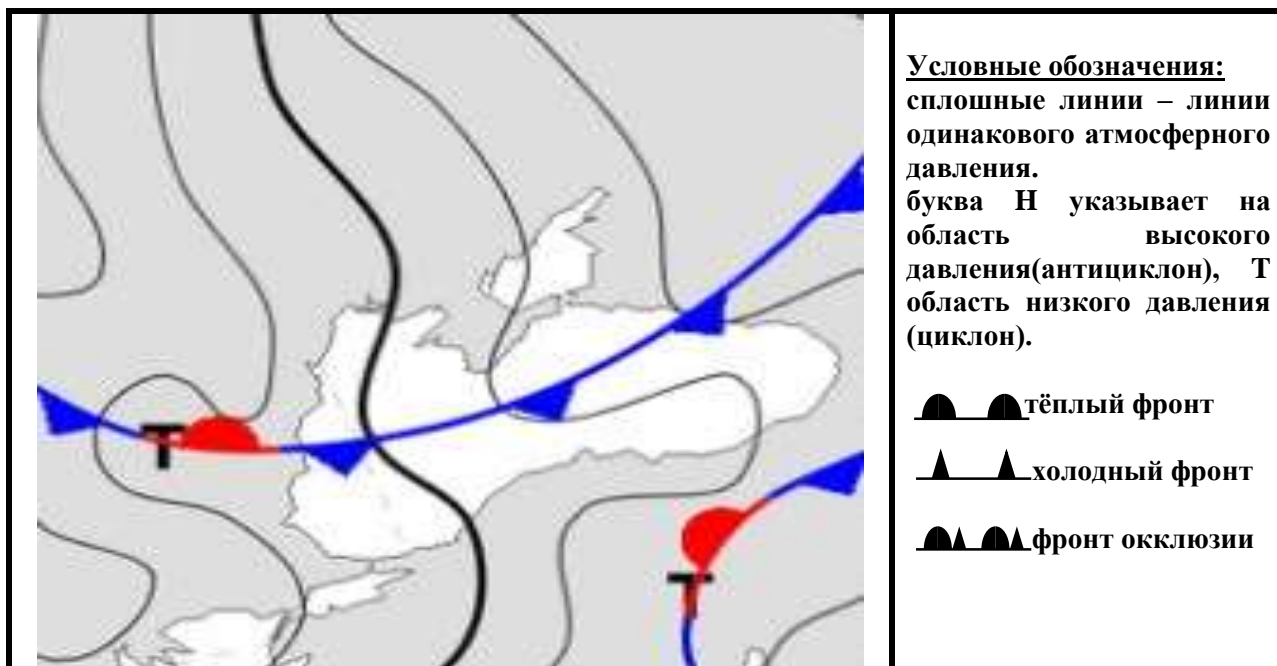 Т
Т
Условные обозначения:
сплошные линии – линии
одинакового атмосферного
давления.
буква Н указывает на
область высокого
давления(антициклон), Т
область низкого давления
(циклон).
тёплый фронт
холодный фронт
фронт окклюзии